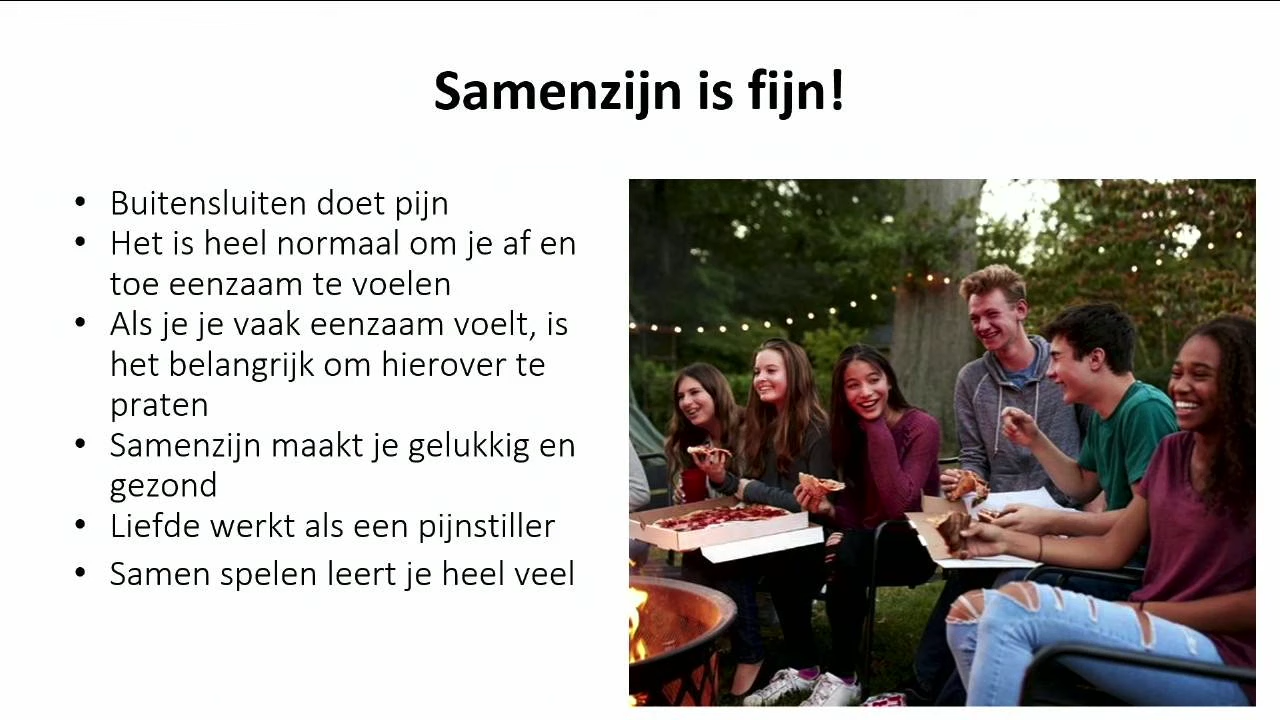 Samenzijn is fijn!
• Buitensluiten doet pijn
• Het is heel normaal om je af en
toe eenzaam te voelen
• Als je je vaak eenzaam voelt, is
het belangrijk om hierover te
praten
• Samenzijn maakt je gelukkig en
gezond
• Liefde werkt als een pijnstiller
• Samen spelen leert je heel veel